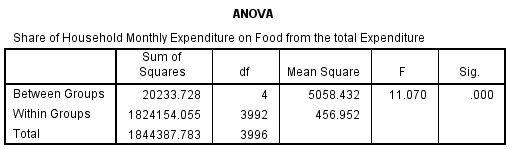 ANOVA
Share of Household Monthly Expenditure on Food from the total Expenditure
Sum of Squares df Mean Square F Sig.
Between Groups 20233.728 4 5058.432 11.070 .000
Within Groups 1824154.055 3992 456.952
Total 1844387.783 3996